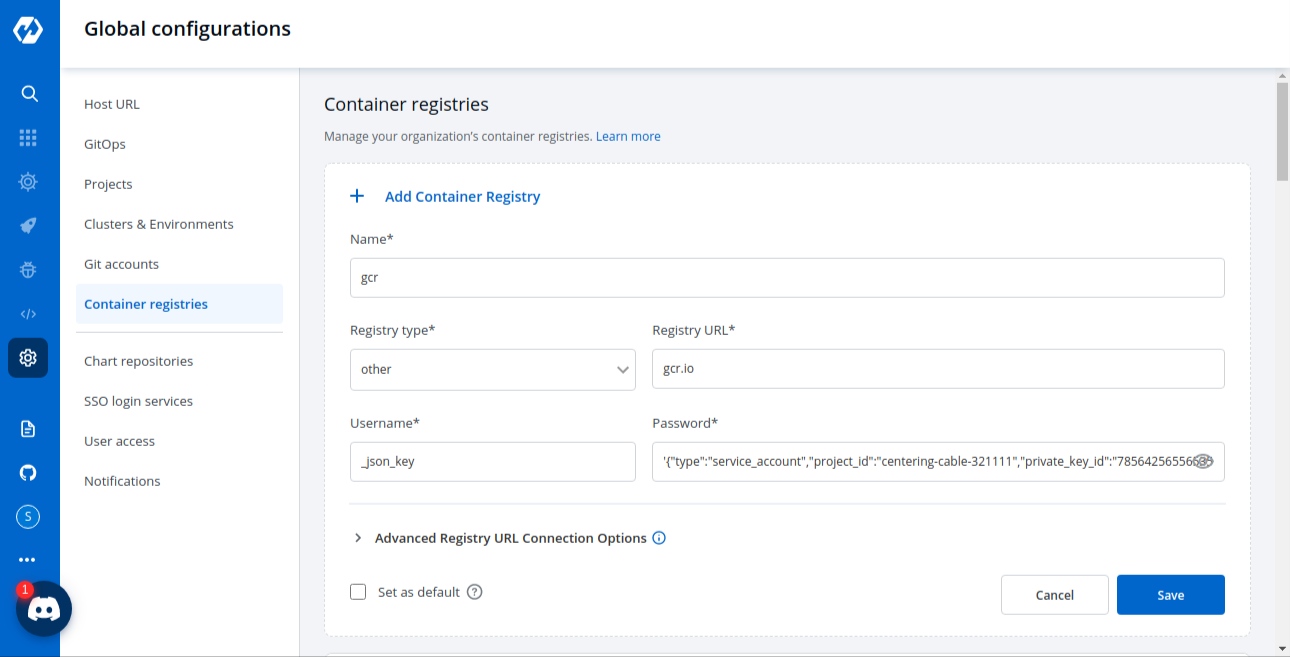 Global configurations
Host URL
GitOps
Projects
Clusters & Environments
Git accounts
Container registries
Chart repositories
SSO login services
User access
Notifications
</>
S
1
Container registries
Manage your organization's container registries. Learn more
+ Add Container Registry
Name*
gcr
Registry type* Registry URL*
other gcr.io
Username* Password*
_json_key '{"type":"service_account","project_id":"centering-cable-321111","private_key_id":"78564256556
Advanced Registry URL Connection Options
Set as default
Cancel Save